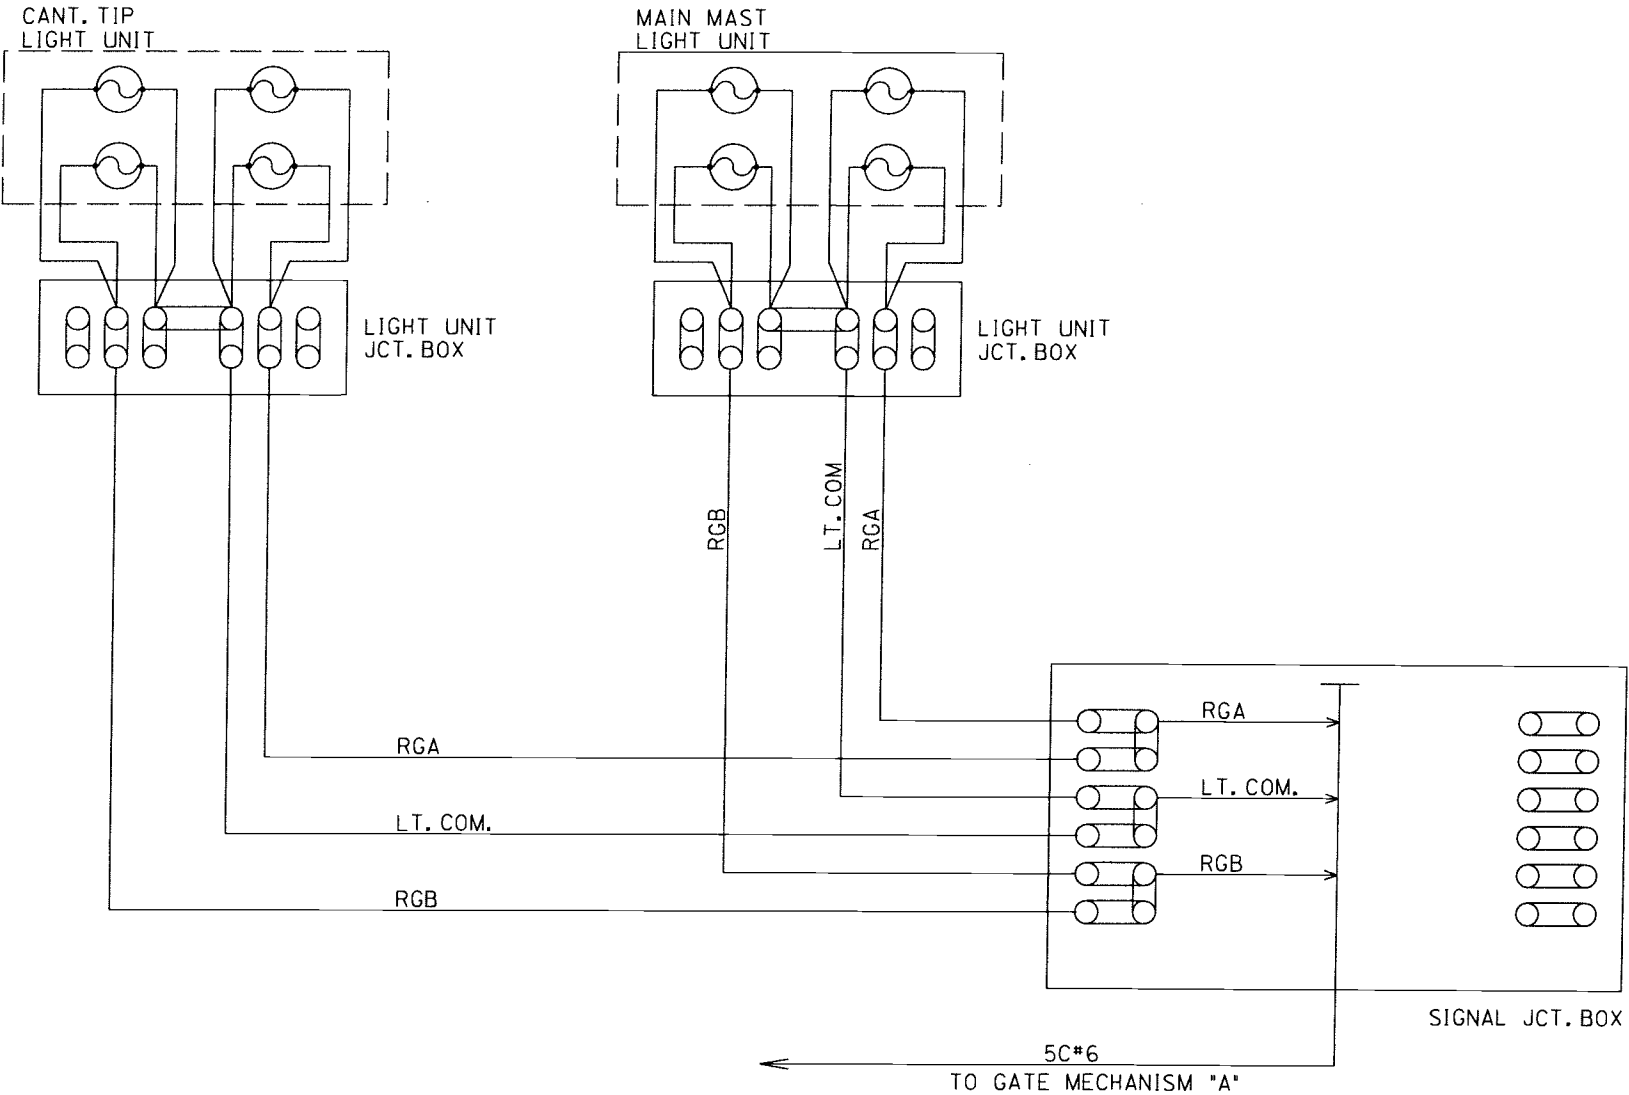 CANT. TIP
LIGHT UNIT
MAIN MAST
LIGHT UNIT
LIGHT UNIT
JCT. BOX
LIGHT UNIT
JCT. BOX
RGB
LT. COM
RGA
RGA
RGA
LT. COM.
LT. COM.
RGB
RGB
SIGNAL JCT. BOX
5C#6
TO GATE MECHANISM "A"